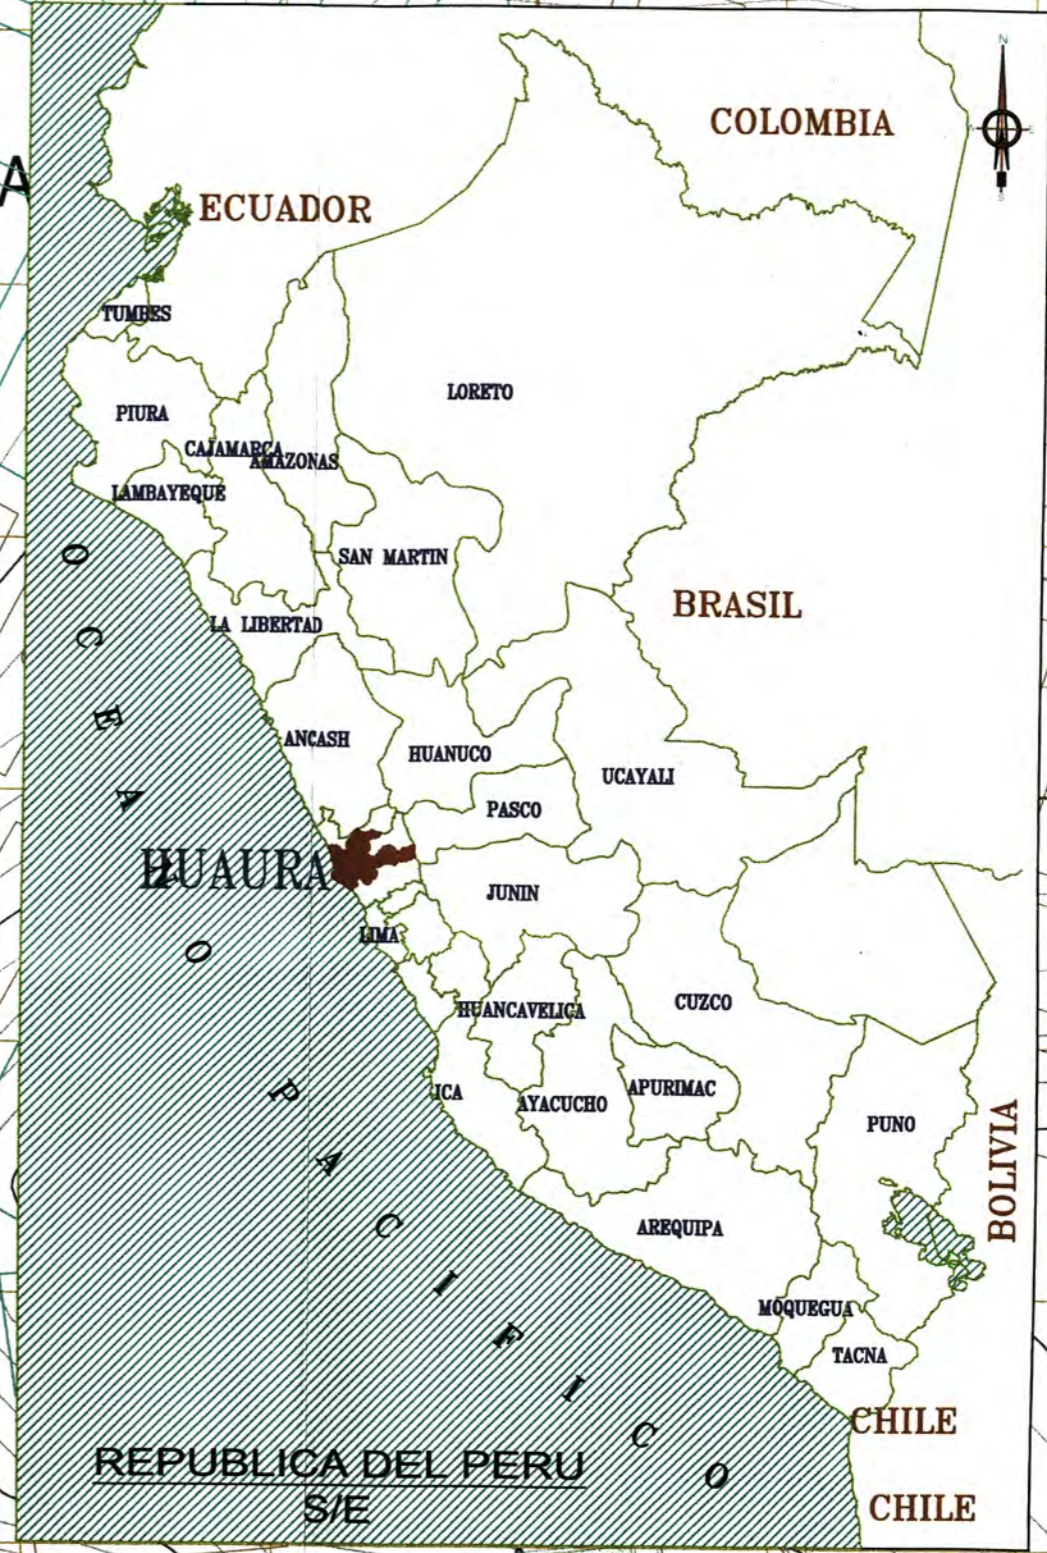 N
COLOMBIA
A
ECUADOR
S
TUMBES
LORETO
PIURA
CAJAMARCA
AMAZONAS
LAMBAYEQUE
SAN MARTIN
BRASIL
LA LIBERTAD
ANCASH
HUANUCO
UCAYALI
PASCO
HUAURA
JUNIN
LIMA
CUZCO
HUANCAVELICA
ICA
AYACUCHO
APURIMAC
PUNO
BOLIVIA
AREQUIPA
MOQUEGUA
TACNA
OCEANO PACIFICO
CHILE
REPUBLICA DEL PERU
S/E
CHILE